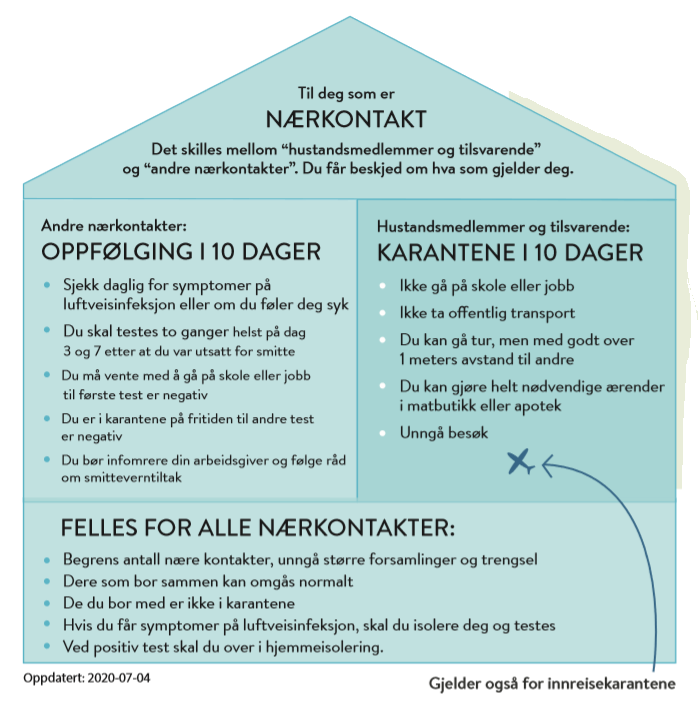 Til deg som er
NÆRKONTAKT
Det skilles mellom “hustandsmedlemmer og tilsvarende”
og “andre nærkontakter”. Du får beskjed om hva som gjelder deg.
Andre nærkontakter:
OPPFØLGING I 10 DAGER
• Sjekk daglig for symptomer på
luftveisinfeksjon eller om du føler deg syk
• Du skal testes to ganger helst på dag
3 og 7 etter at du var utsatt for smitte
• Du må vente med å gå på skole eller jobb
til første test er negativ
• Du er i karantene på fritiden til andre test
er negativ
• Du bør infomrere din arbeidsgiver og følge råd
om smitteverntiltak
Hustandsmedlemmer og tilsvarende:
KARANTENE I 10 DAGER
• Ikke gå på skole eller jobb
• Ikke ta offentlig transport
• Du kan gå tur, men med godt over
1 meters avstand til andre
• Du kan gjøre helt nødvendige ærender
i matbutikk eller apotek
• Unngå besøk
FELLES FOR ALLE NÆRKONTAKTER:
• Begrens antall nære kontakter, unngå større forsamlinger og trengsel
• Dere som bor sammen kan omgås normalt
• De du bor med er ikke i karantene
• Hvis du får symptomer på luftveisinfeksjon, skal du isolere deg og testes
• Ved positiv test skal du over i hjemmeisolering.
Oppdatert: 2020-07-04
Gjelder også for innreisekarantene